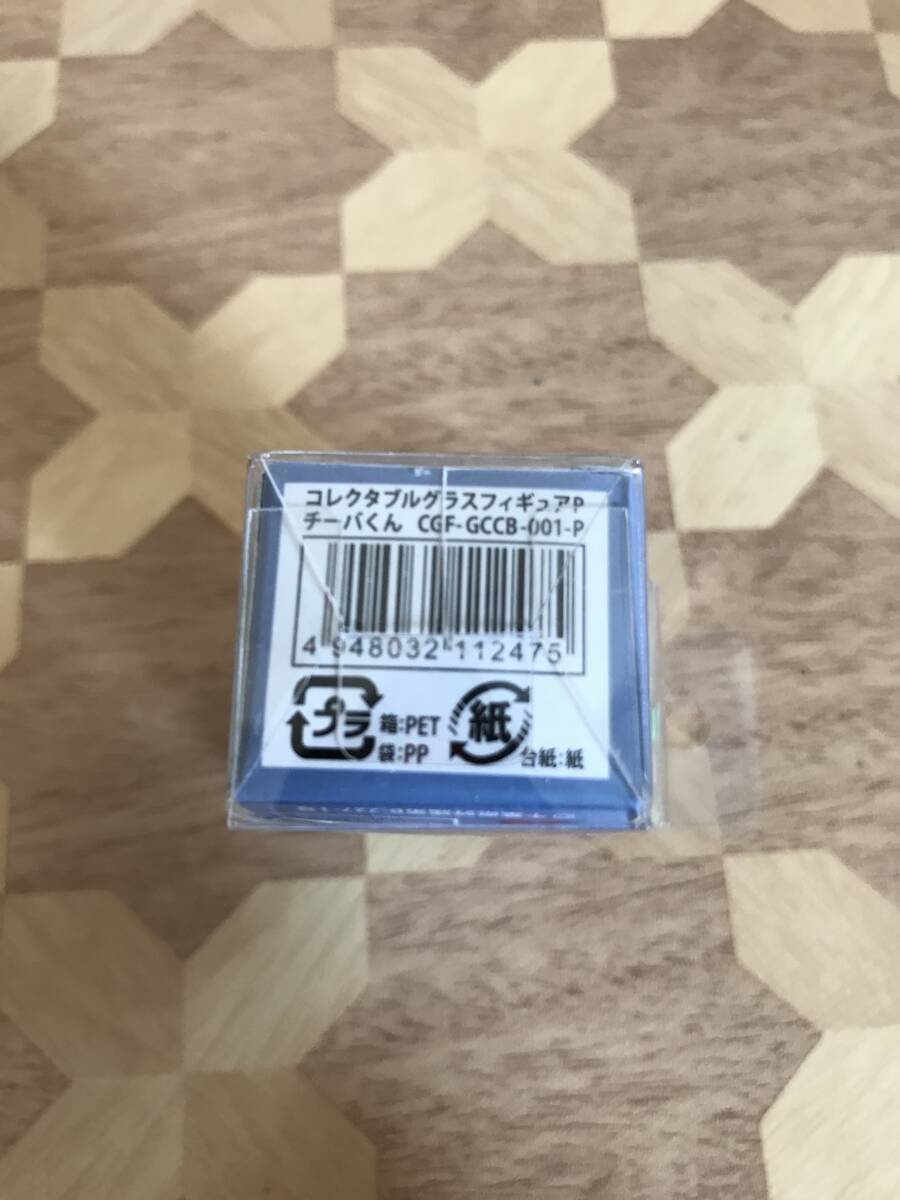 コレクタブルグラスフィギュアP
チーバくん CGF-GCCB-001-P
4 948032 112475
プラ 箱:PET
袋:PP
紙 台紙:紙